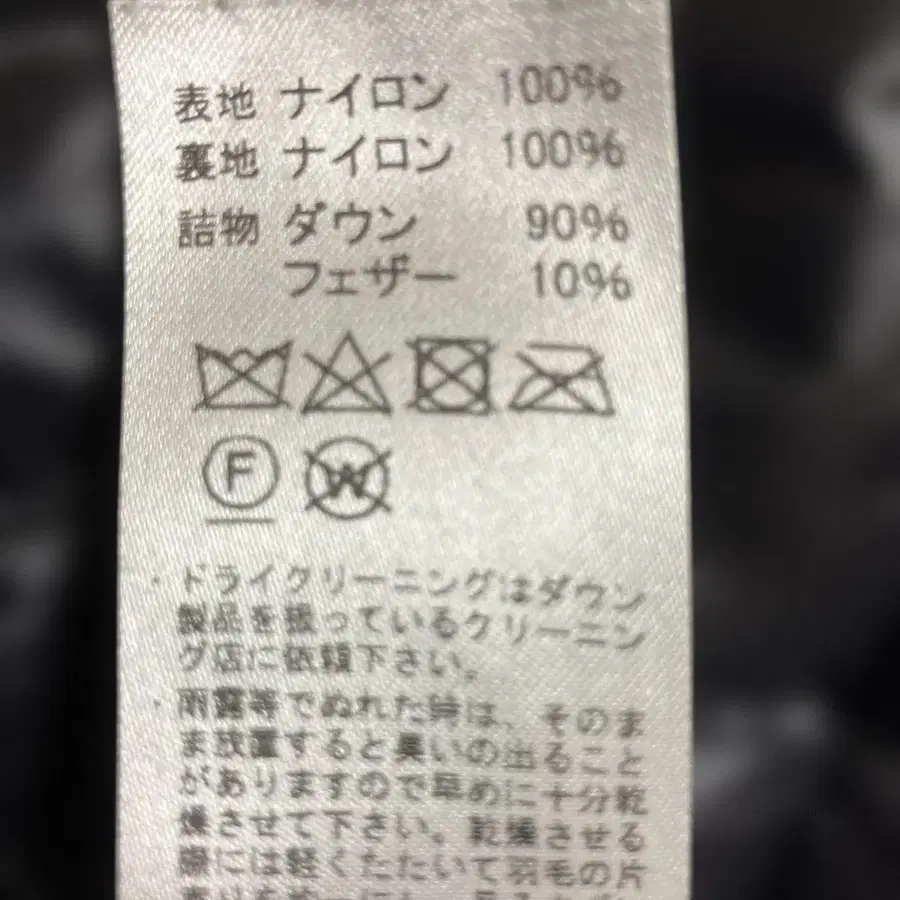 表地 ナイロン 100%
裏地 ナイロン 100%
詰物 ダウン 90%
フェザー 10%
F
W
・ドライクリーニングはダウン
製品を扱っているクリーニン
グ店に依頼下さい。
・雨露等でぬれた時は、そのま
ま放置すると臭いの出ること
がありますので早めに十分乾
燥させて下さい。乾燥させる
際には軽くたたいて羽毛の片